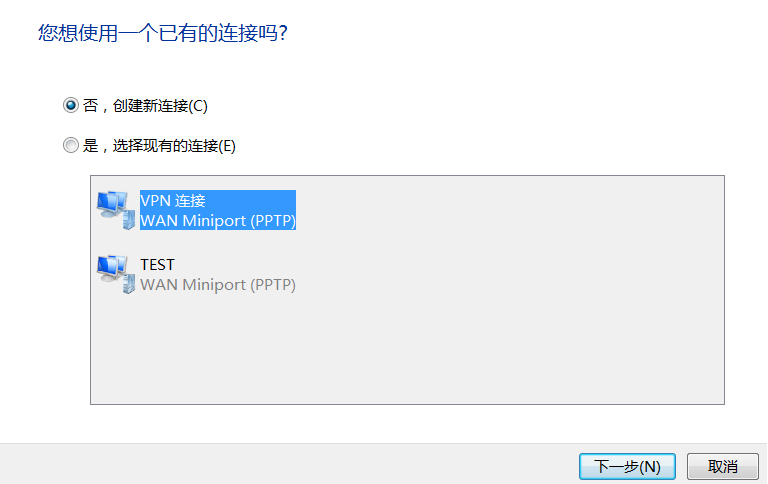 您想使用一个已有的连接吗?
否，创建新连接(C)
是，选择现有的连接(E)
VPN 连接
WAN Miniport (PPTP)
TEST
WAN Miniport (PPTP)
下一步(N)
取消